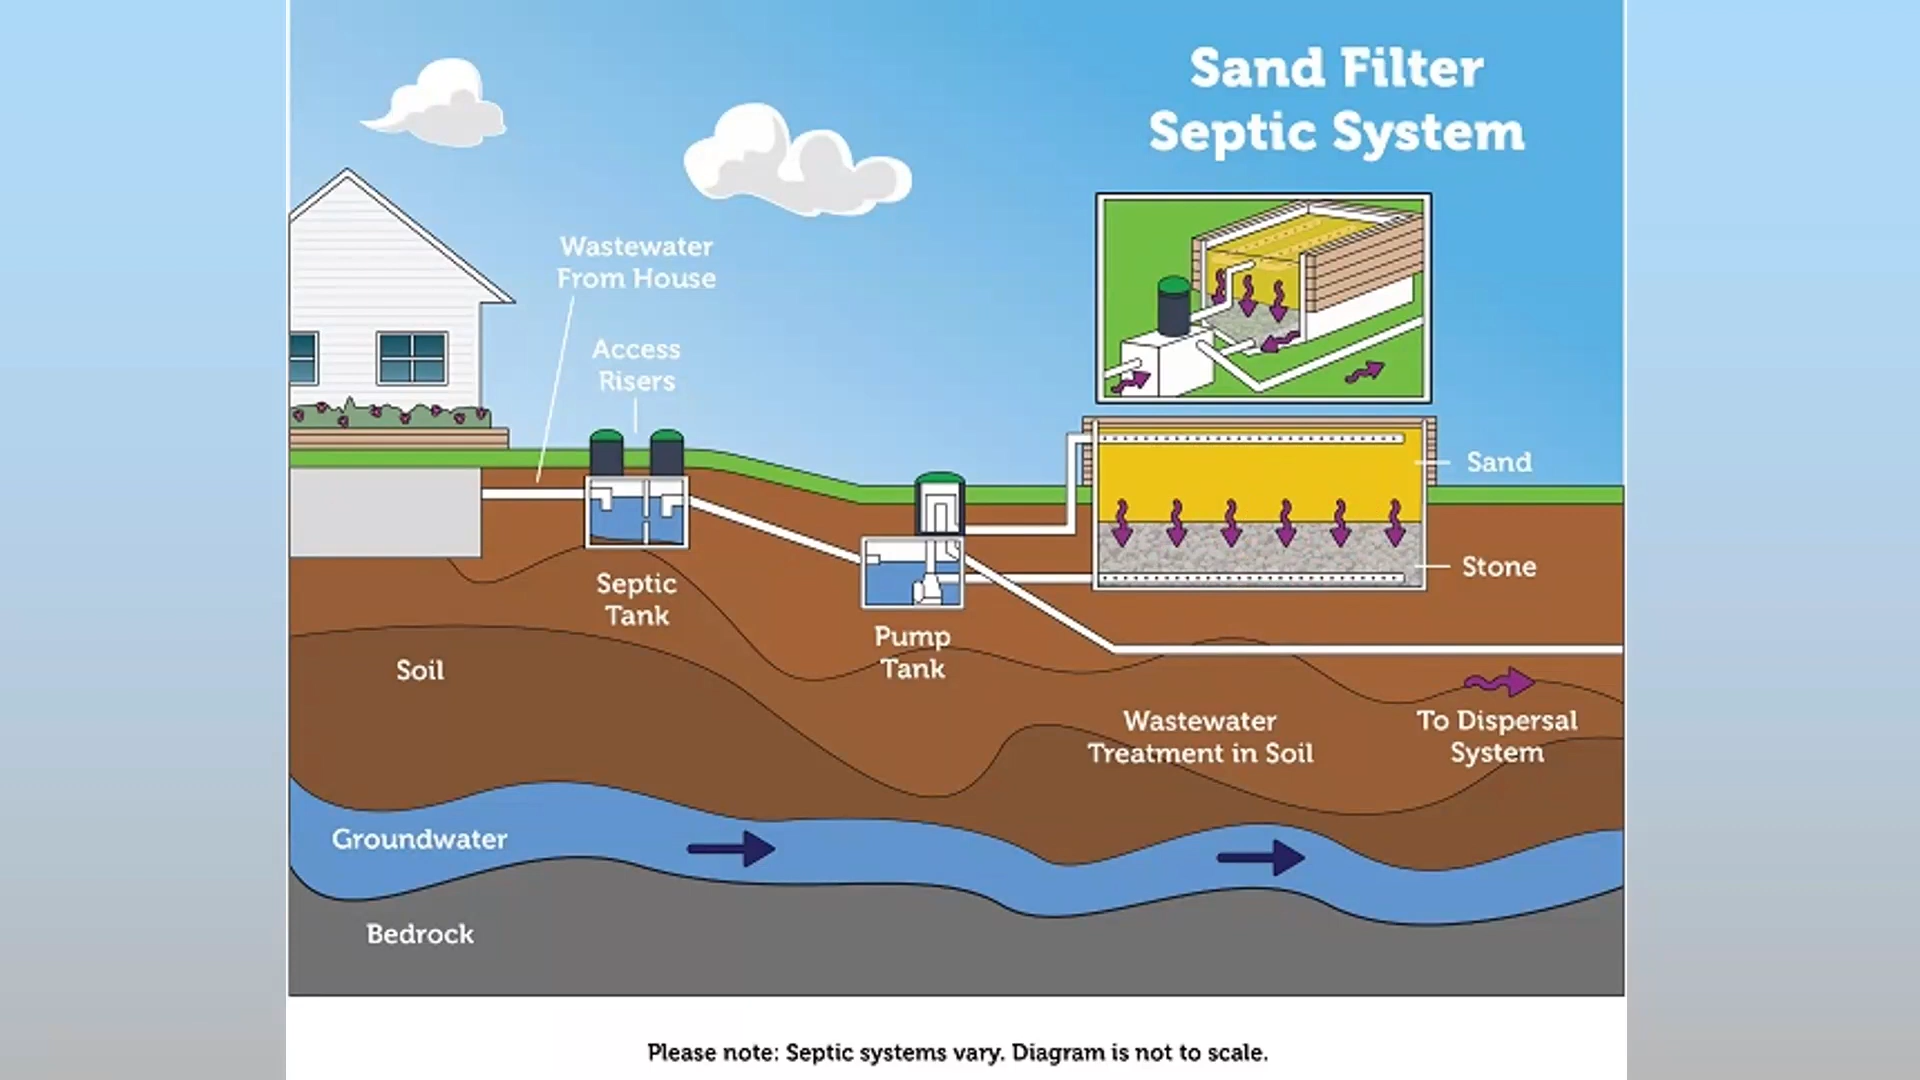 Sand Filter
Septic System
Wastewater
From House
Access
Risers
Sand
Stone
Septic
Tank
Pump
Tank
Soil
Wastewater
Treatment in Soil
To Dispersal
System
Groundwater
Bedrock
Please note: Septic systems vary. Diagram is not to scale.